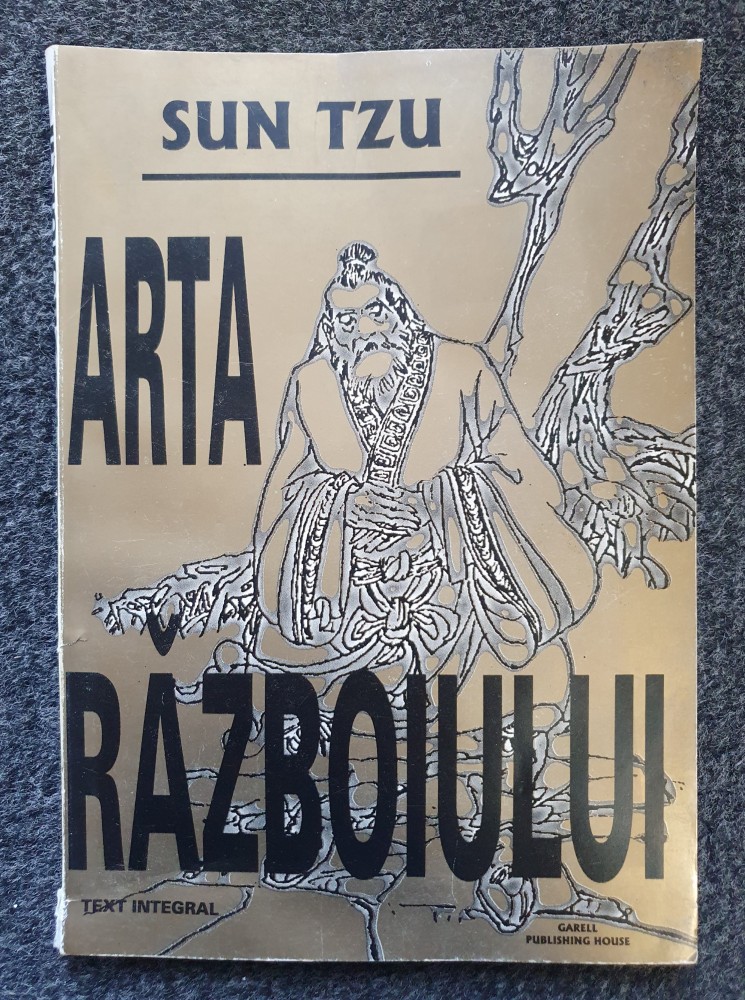 SUN TZU
ARTA
RĂZBOIULUI
TEXT INTEGRAL
GARELL
PUBLISHING HOUSE